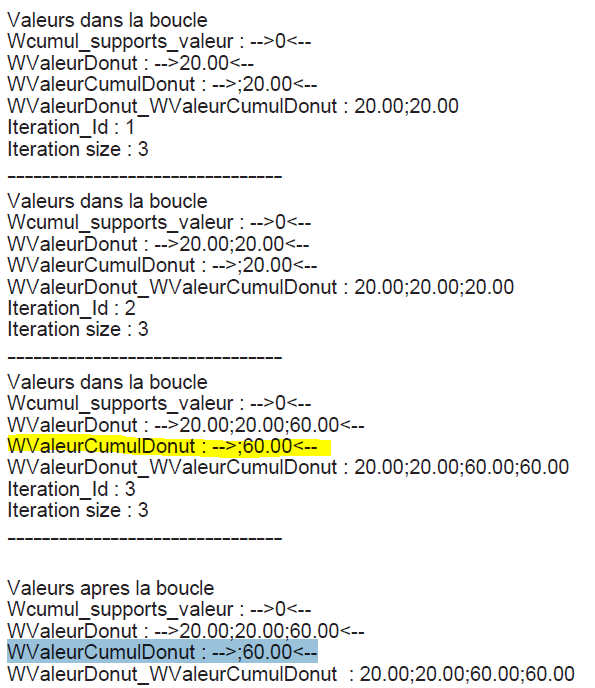 Valeurs dans la boucle
Wcumul_supports_valeur : -->0<--
WValeurDonut : -->20.00<--
WValeurCumulDonut : -->;20.00<--
WValeurDonut_WValeurCumulDonut : 20.00;20.00
Iteration_Id : 1
Iteration size : 3
--------------------------------
Valeurs dans la boucle
Wcumul_supports_valeur : -->0<--
WValeurDonut : -->20.00;20.00<--
WValeurCumulDonut : -->;20.00<--
WValeurDonut_WValeurCumulDonut : 20.00;20.00;20.00
Iteration_Id : 2
Iteration size : 3
--------------------------------
Valeurs dans la boucle
Wcumul_supports_valeur : -->0<--
WValeurDonut : -->20.00;20.00;60.00<--
WValeurCumulDonut : -->;60.00<--
WValeurDonut_WValeurCumulDonut : 20.00;20.00;60.00;60.00
Iteration_Id : 3
Iteration size : 3
--------------------------------
Valeurs apres la boucle
Wcumul_supports_valeur : -->0<--
WValeurDonut : -->20.00;20.00;60.00<--
WValeurCumulDonut : -->;60.00<--
WValeurDonut_WValeurCumulDonut  : 20.00;20.00;60.00;60.00